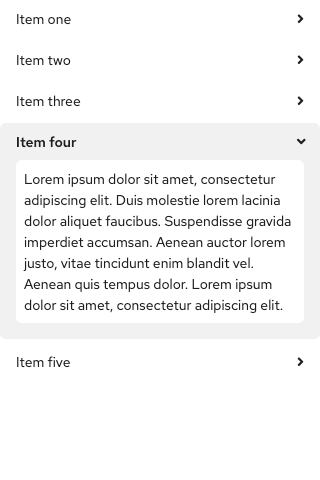 Item one
Item two
Item three
Item four
Lorem ipsum dolor sit amet, consectetur
adipiscing elit. Duis molestie lorem lacinia
dolor aliquet faucibus. Suspendisse gravida
imperdiet accumsan. Aenean auctor lorem
justo, vitae tincidunt enim blandit vel.
Aenean quis tempus dolor. Lorem ipsum
dolor sit amet, consectetur adipiscing elit.
Item five